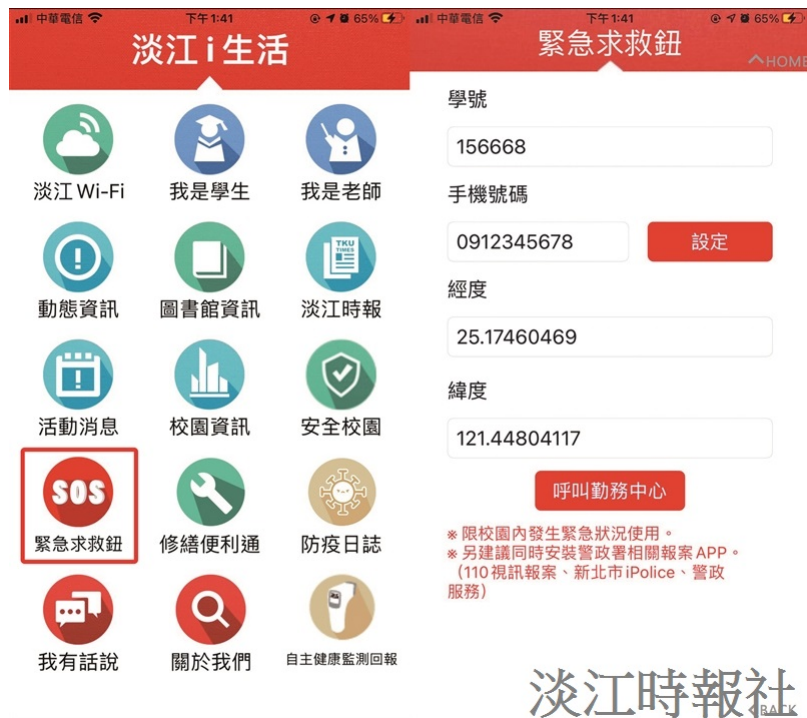 中華電信 下午1:41 65%
淡江i生活
淡江 Wi-Fi 我是學生 我是老師
TKU
TIMES
動態資訊 圖書館資訊 淡江時報
活動消息 校園資訊 安全校園
SOS
緊急求救鈕 修繕便利通 防疫日誌
我有話說 關於我們 自主健康監測回報
中華電信 下午1:41 65%
緊急求救鈕
HOME
學號
156668
手機號碼
0912345678 設定
經度
25.17460469
緯度
121.44804117
呼叫勤務中心
※ 限校園內發生緊急狀況使用。
※ 另建議同時安裝警政署相關報案 APP。
（110 視訊報案、新北市 iPolice、警政
服務）
淡江時報社
BACK